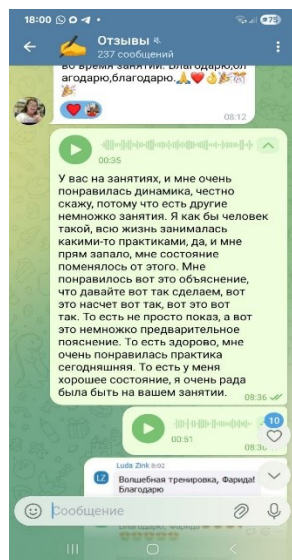 18:00
75
Отзывы
237 сообщений
во время занятий. Благодарю,бл
агодарю,благодарю.🙏❤️👌🎉🎊
🎉
08:12
00:35
У вас на занятиях, и мне очень
понравилась динамика, честно
скажу, потому что есть другие
немножко занятия. Я как бы человек
такой, всю жизнь занималась
какими-то практиками, да, и мне
прям запало, мне состояние
поменялось от этого. Мне
понравилось вот это объяснение,
что давайте вот так сделаем, вот
это насчет вот так, вот это вот
так. То есть не просто показ, а вот
это немножко предварительное
пояснение. То есть здорово, мне
очень понравилась практика
сегодняшняя. То есть у меня
хорошее состояние, я очень рада
была быть на вашем занятии.
08:36
10
00:51
08:36
Luda Zink 8:02
LZ
Волшебная тренировка, Фарида!
Благодарю
Сообщение